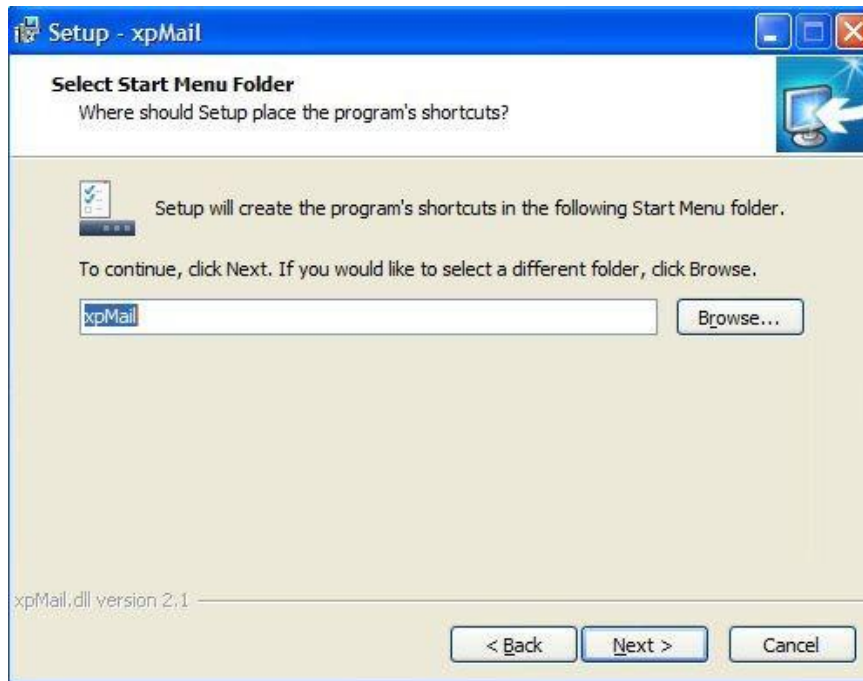 Setup - xpMail
Select Start Menu Folder
Where should Setup place the program's shortcuts?
Setup will create the program's shortcuts in the following Start Menu folder.
To continue, click Next. If you would like to select a different folder, click Browse.
xpMail
Browse...
xpMail.dll version 2.1
< Back
Next >
Cancel